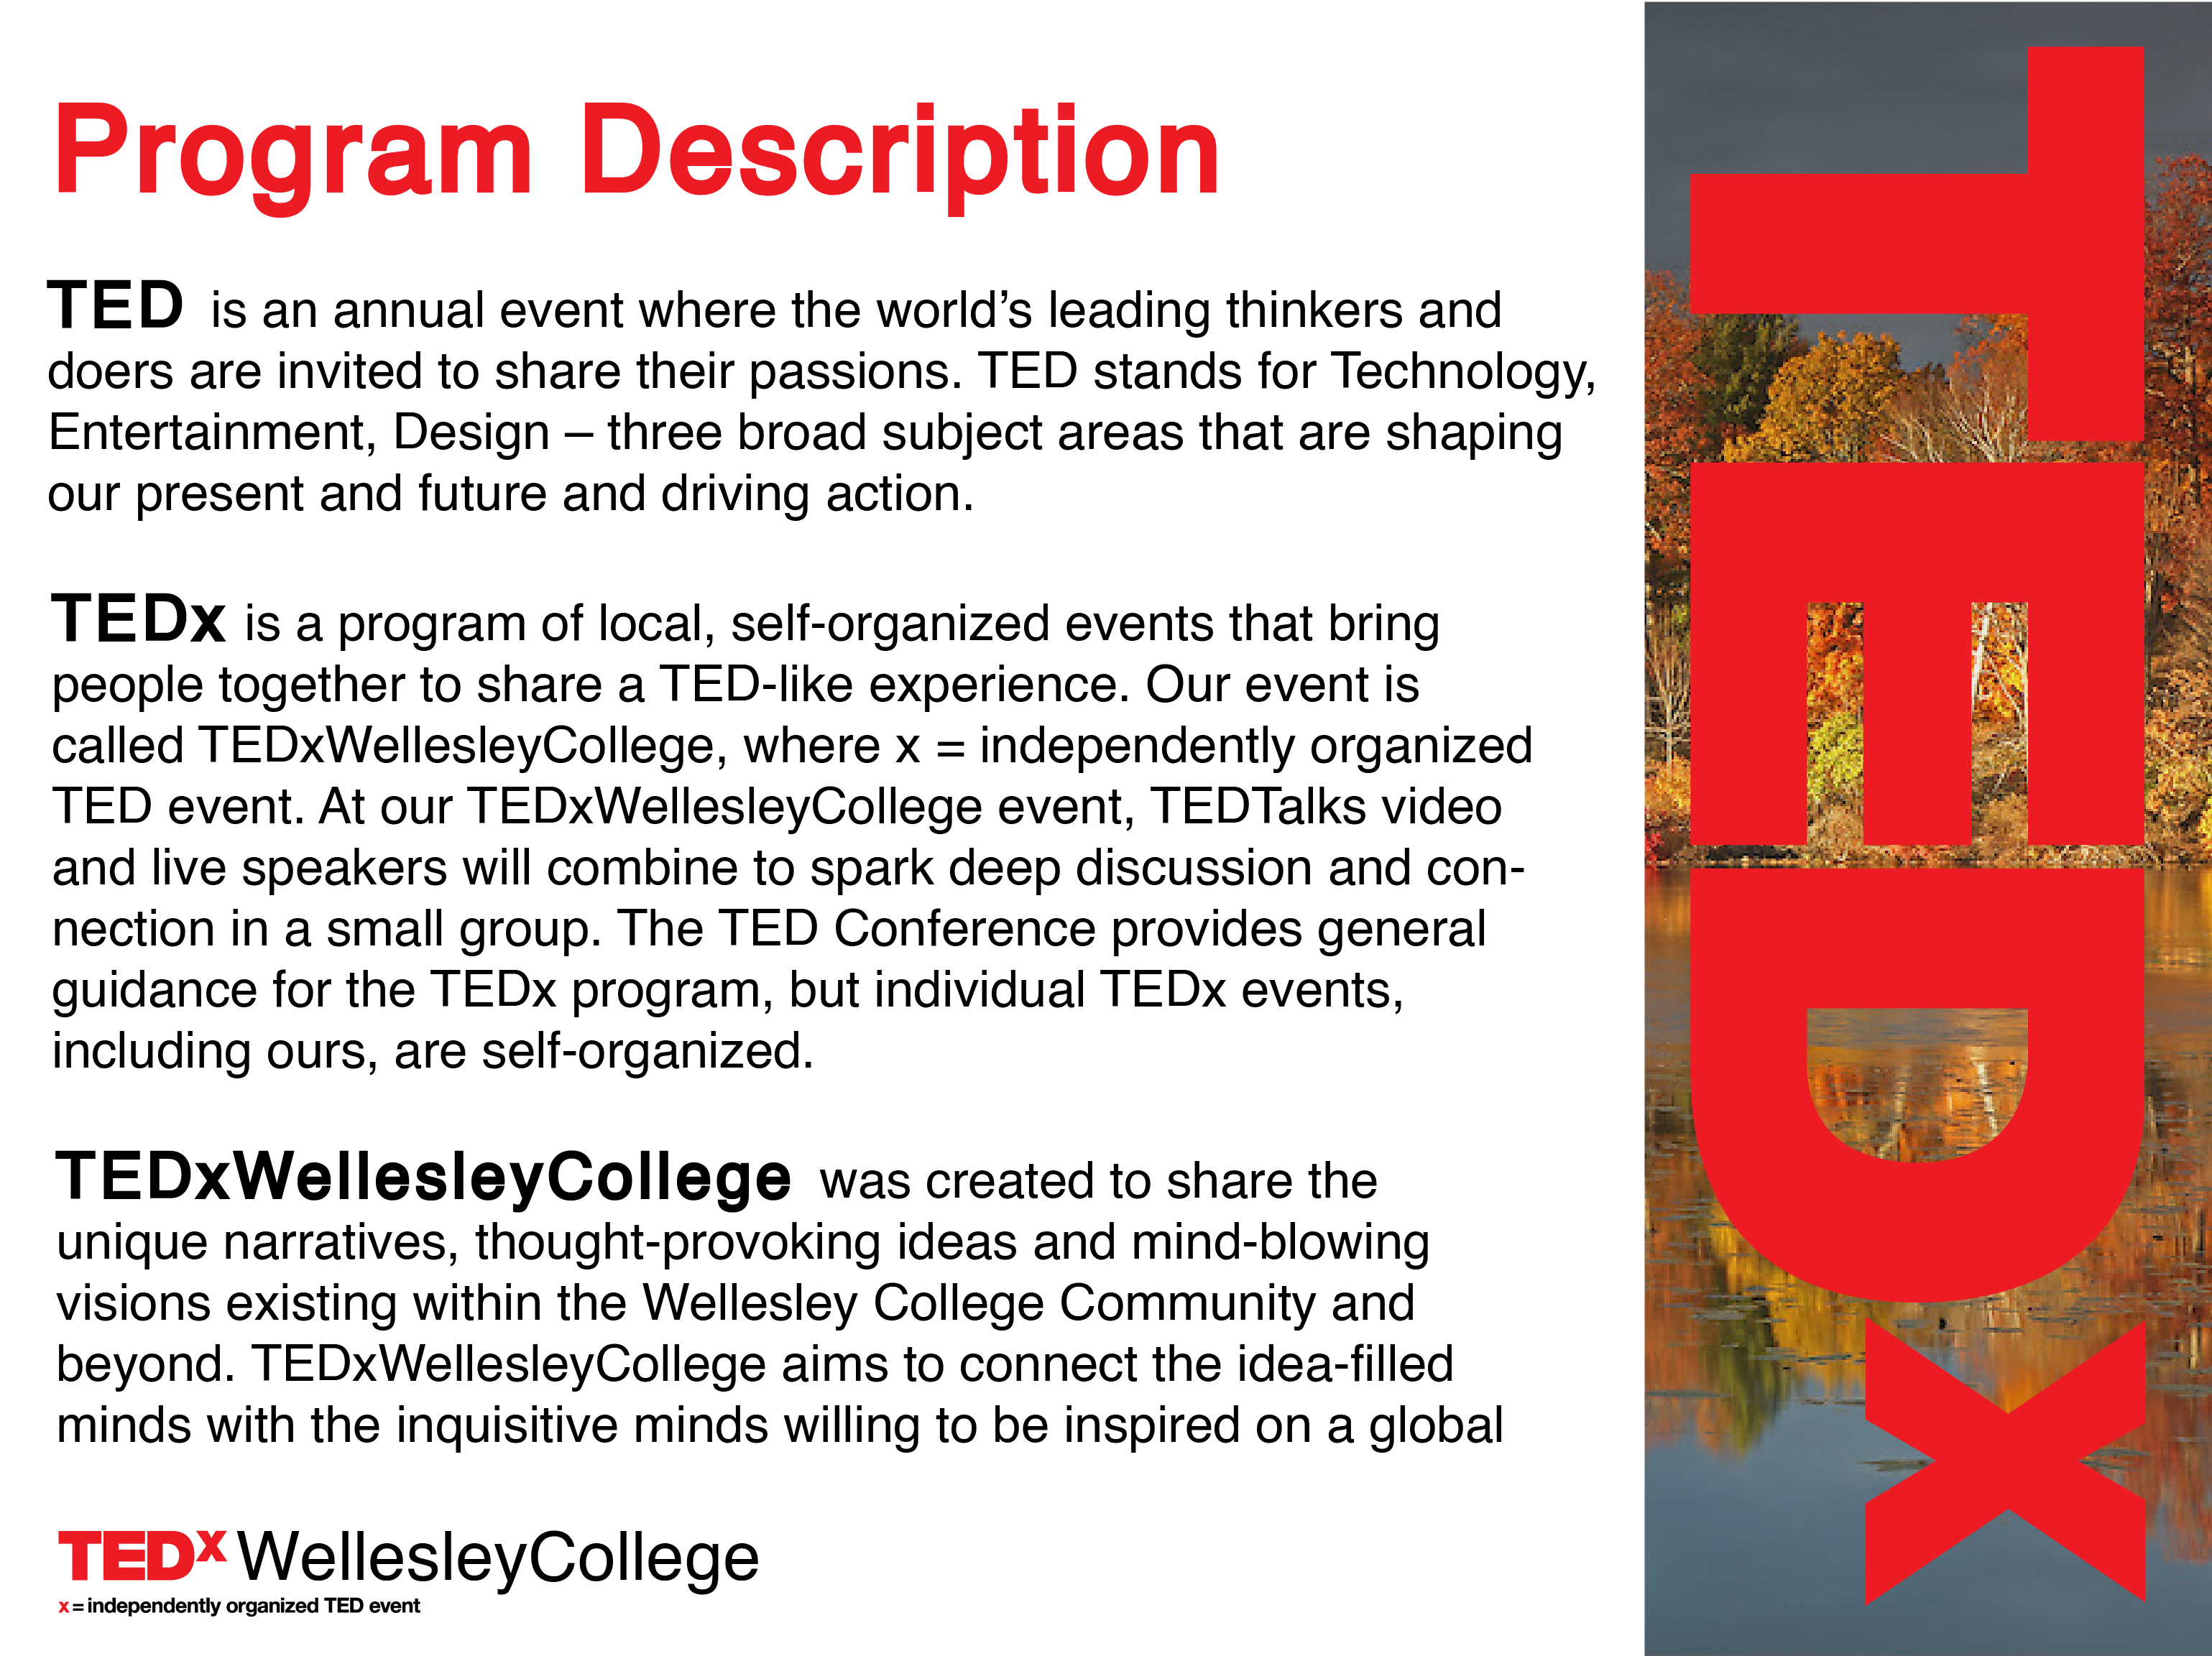 Program Description
TED is an annual event where the world’s leading thinkers and
doers are invited to share their passions. TED stands for Technology,
Entertainment, Design – three broad subject areas that are shaping
our present and future and driving action.
TEDx is a program of local, self-organized events that bring
people together to share a TED-like experience. Our event is
called TEDxWellesleyCollege, where x = independently organized
TED event. At our TEDxWellesleyCollege event, TEDTalks video
and live speakers will combine to spark deep discussion and con-
nection in a small group. The TED Conference provides general
guidance for the TEDx program, but individual TEDx events,
including ours, are self-organized.
TEDxWellesleyCollege was created to share the
unique narratives, thought-provoking ideas and mind-blowing
visions existing within the Wellesley College Community and
beyond. TEDxWellesleyCollege aims to connect the idea-filled
minds with the inquisitive minds willing to be inspired on a global
TEDx WellesleyCollege
x = independently organized TED event
TEDx